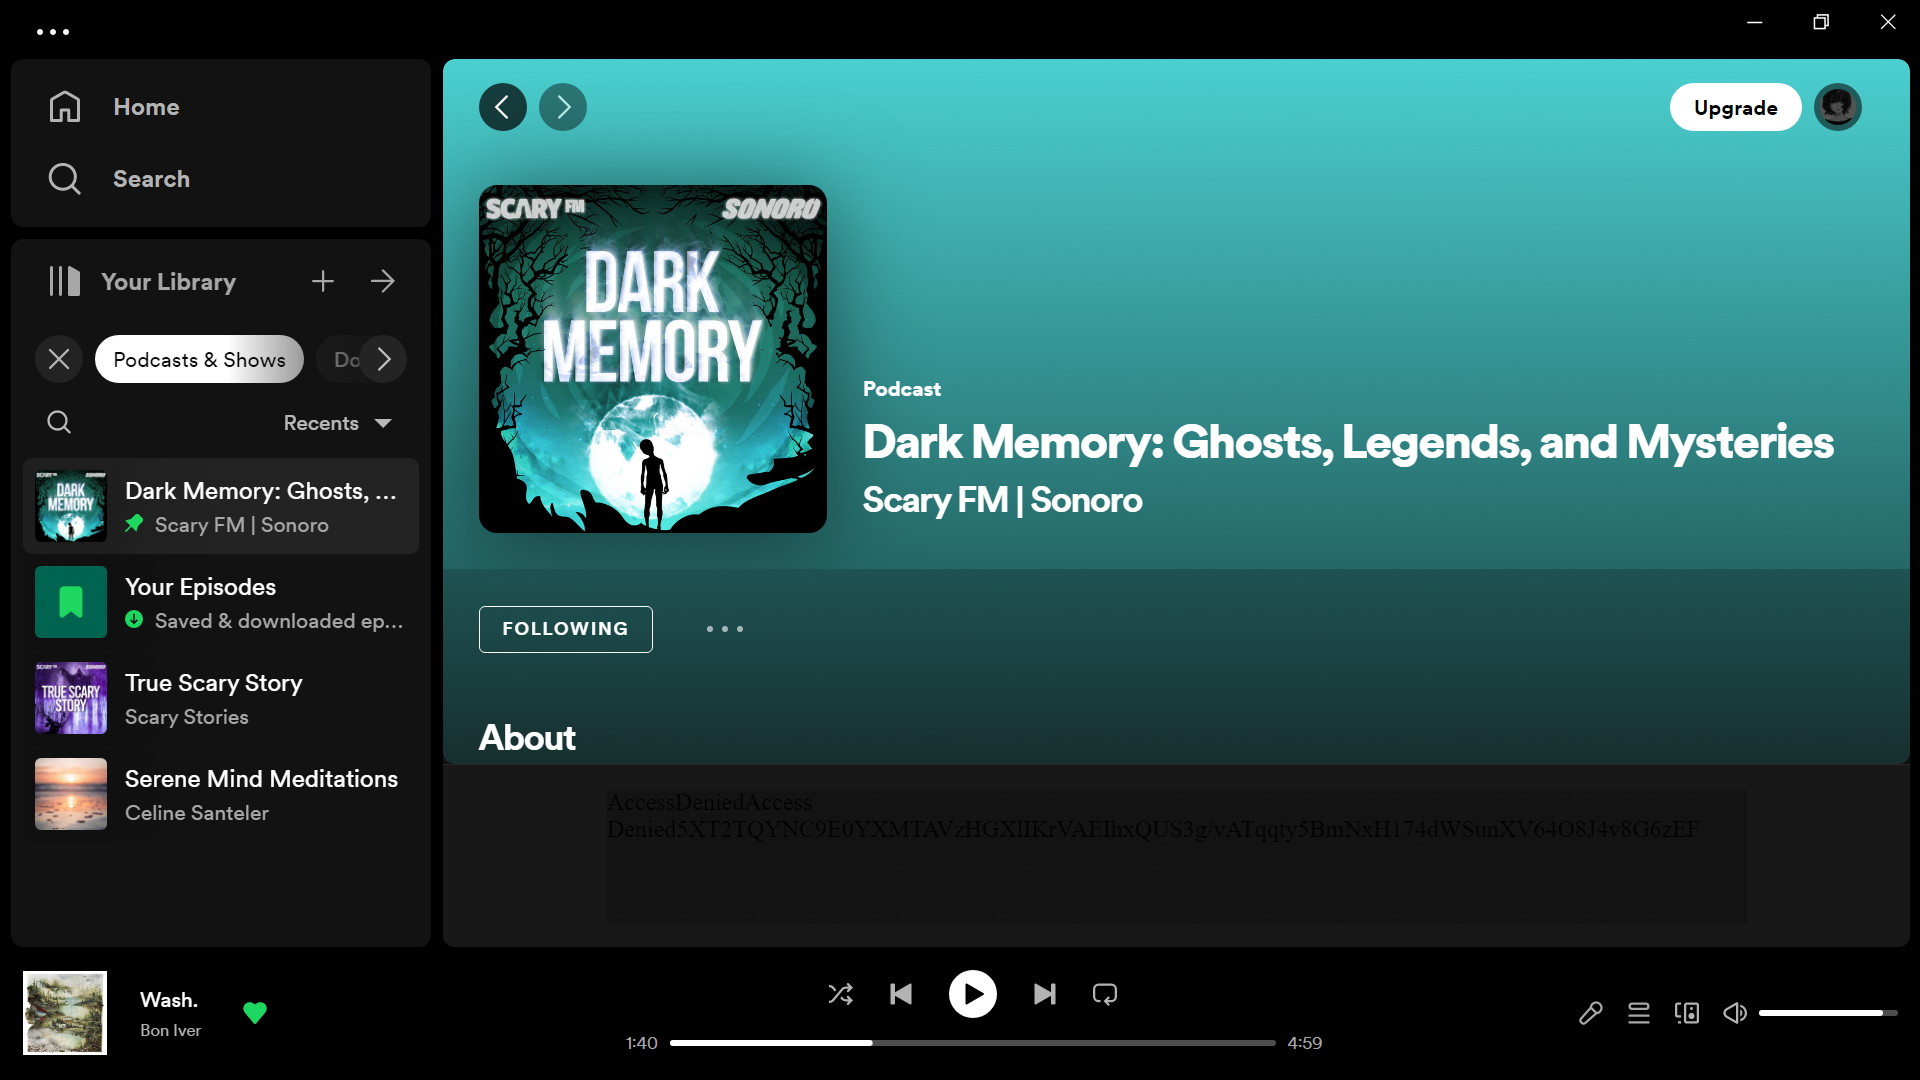 Home
Search
Your Library
Podcasts & Shows
Do
Recents
Dark Memory: Ghosts, ...
Scary FM | Sonoro
Your Episodes
Saved & downloaded ep...
TRUE SCARY
STORY
True Scary Story
Scary Stories
Serene Mind Meditations
Celine Santeler
Upgrade
SCARY FM
SONORO
DARK
MEMORY
Podcast
Dark Memory: Ghosts, Legends, and Mysteries
Scary FM | Sonoro
FOLLOWING
About
AccessDeniedAccess
Denied5XT2TQYNC9E0YXMTAVzHGXlIKrVAEIhxQUS3g/vATqqty5BmNxH174dWSunXV64O8J4v8G6zEF
Wash.
Bon Iver
1:40
4:59